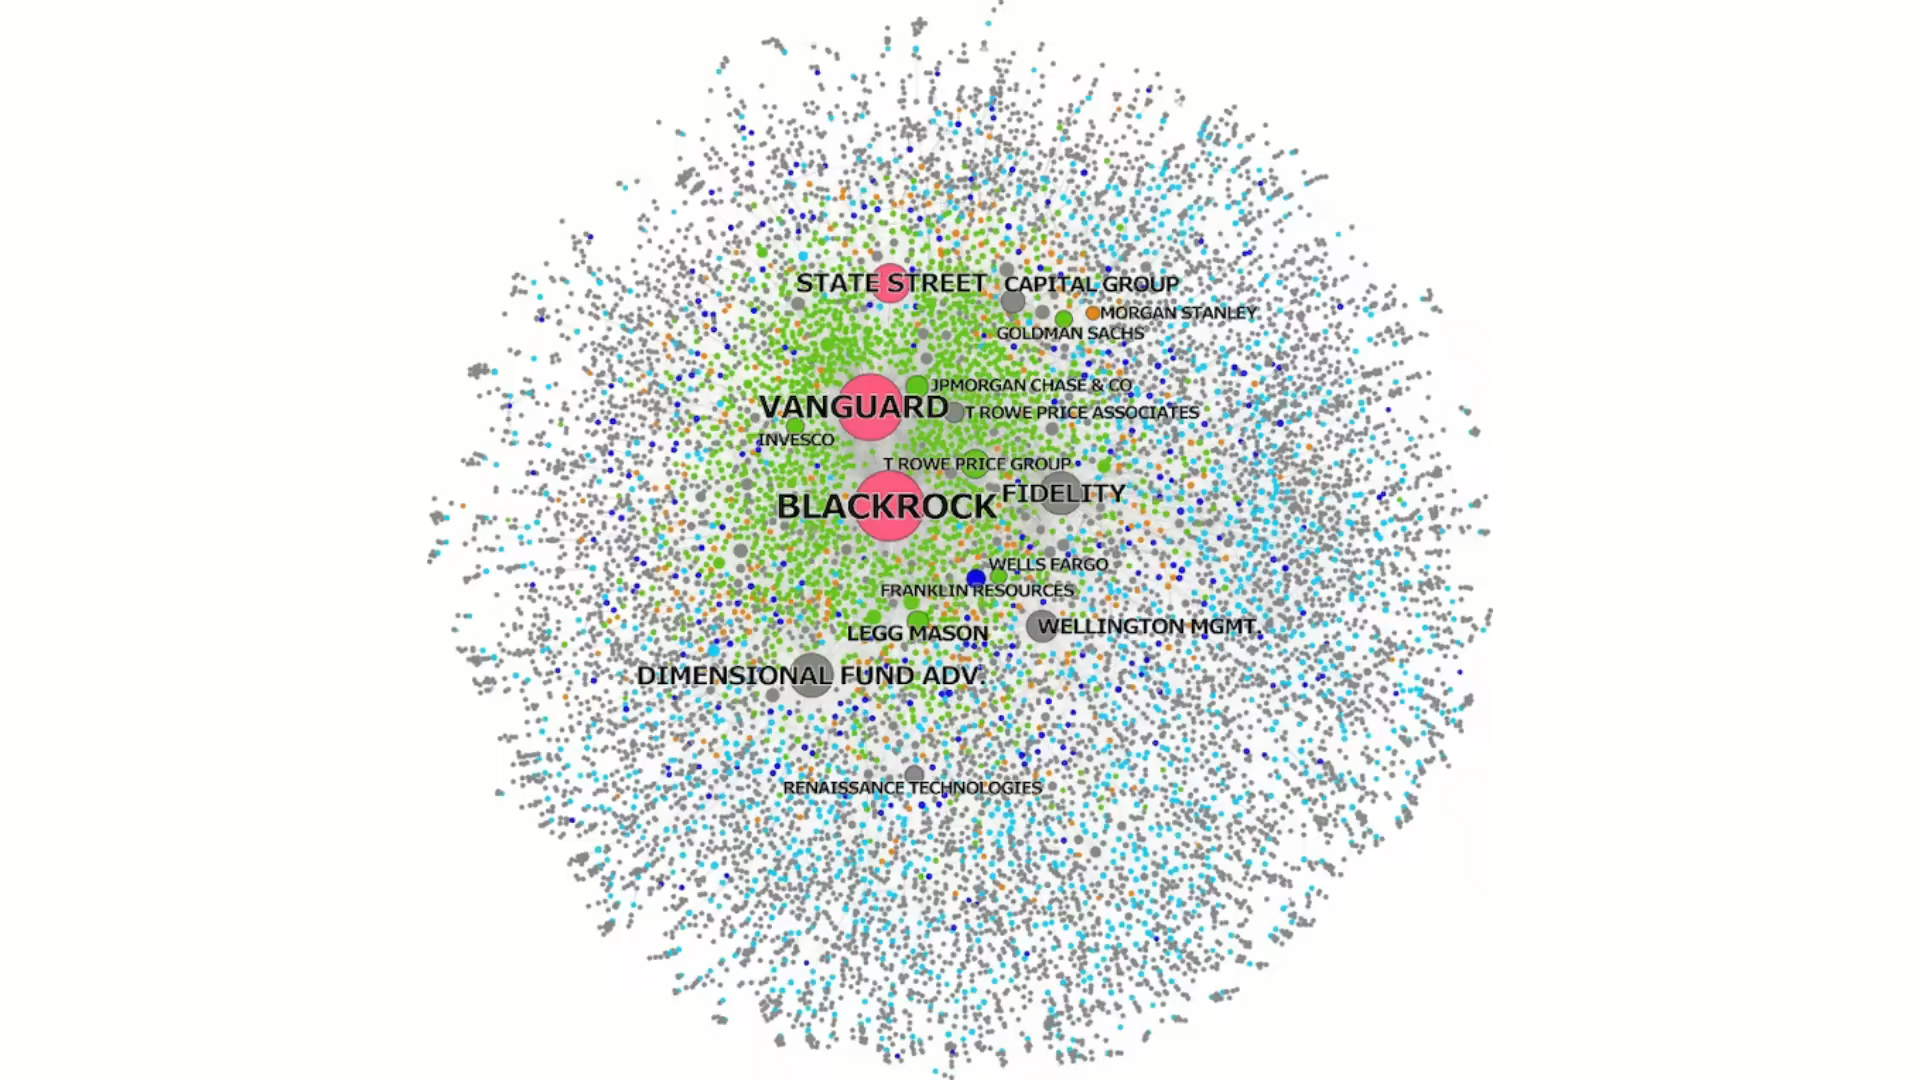 STATE STREET
CAPITAL GROUP
MORGAN STANLEY
GOLDMAN SACHS
JPMORGAN CHASE & CO
VANGUARD
T ROWE PRICE ASSOCIATES
INVESCO
T ROWE PRICE GROUP
FIDELITY
BLACKROCK
WELLS FARGO
FRANKLIN RESOURCES
LEGG MASON
WELLINGTON MGMT.
DIMENSIONAL FUND ADV.
RENAISSANCE TECHNOLOGIES